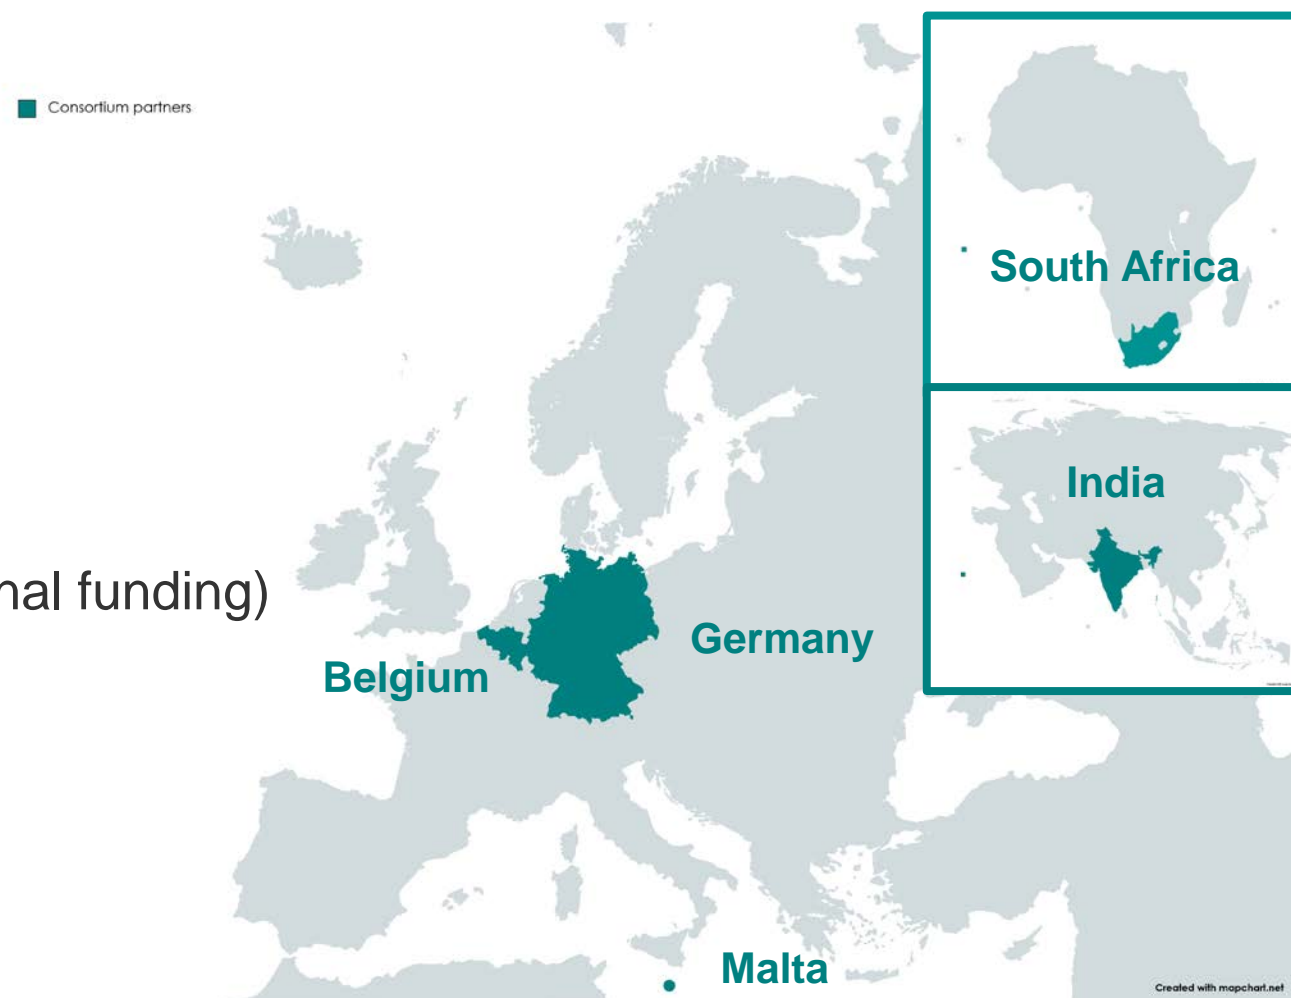 Consortium partners
South Africa
India
nal funding)
Germany
Belgium
Malta
Created with mapchart.net